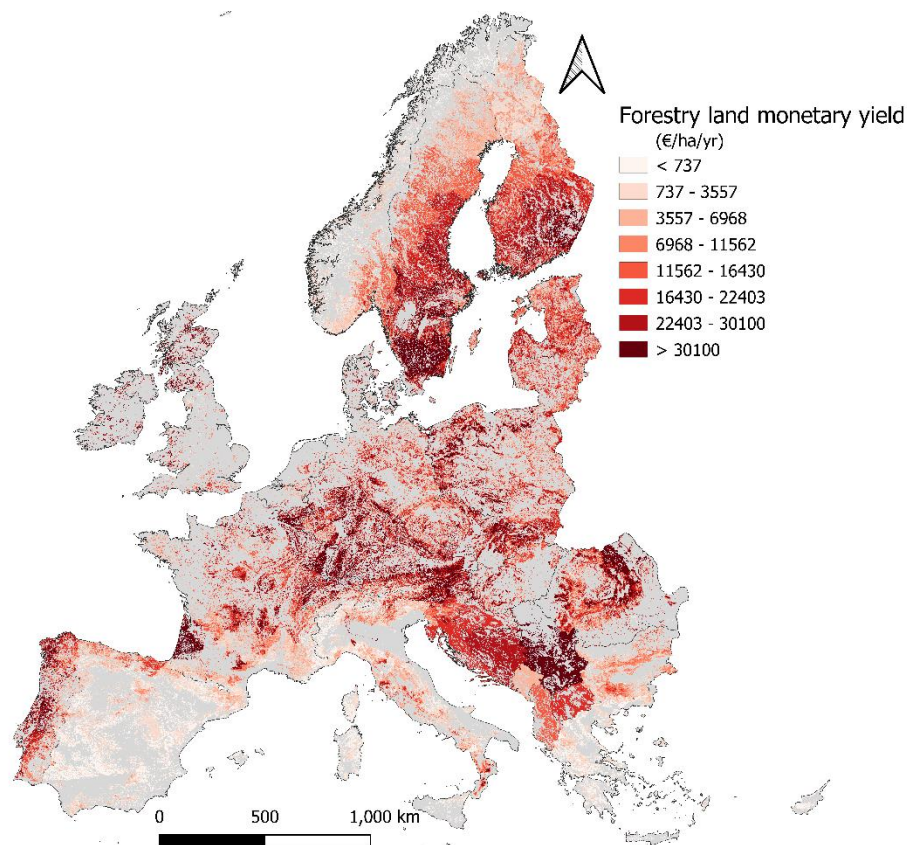 Forestry land monetary yield
(€/ha/yr)
< 737
737 - 3557
3557 - 6968
6968 - 11562
11562 - 16430
16430 - 22403
22403 - 30100
> 30100
0 500 1,000 km